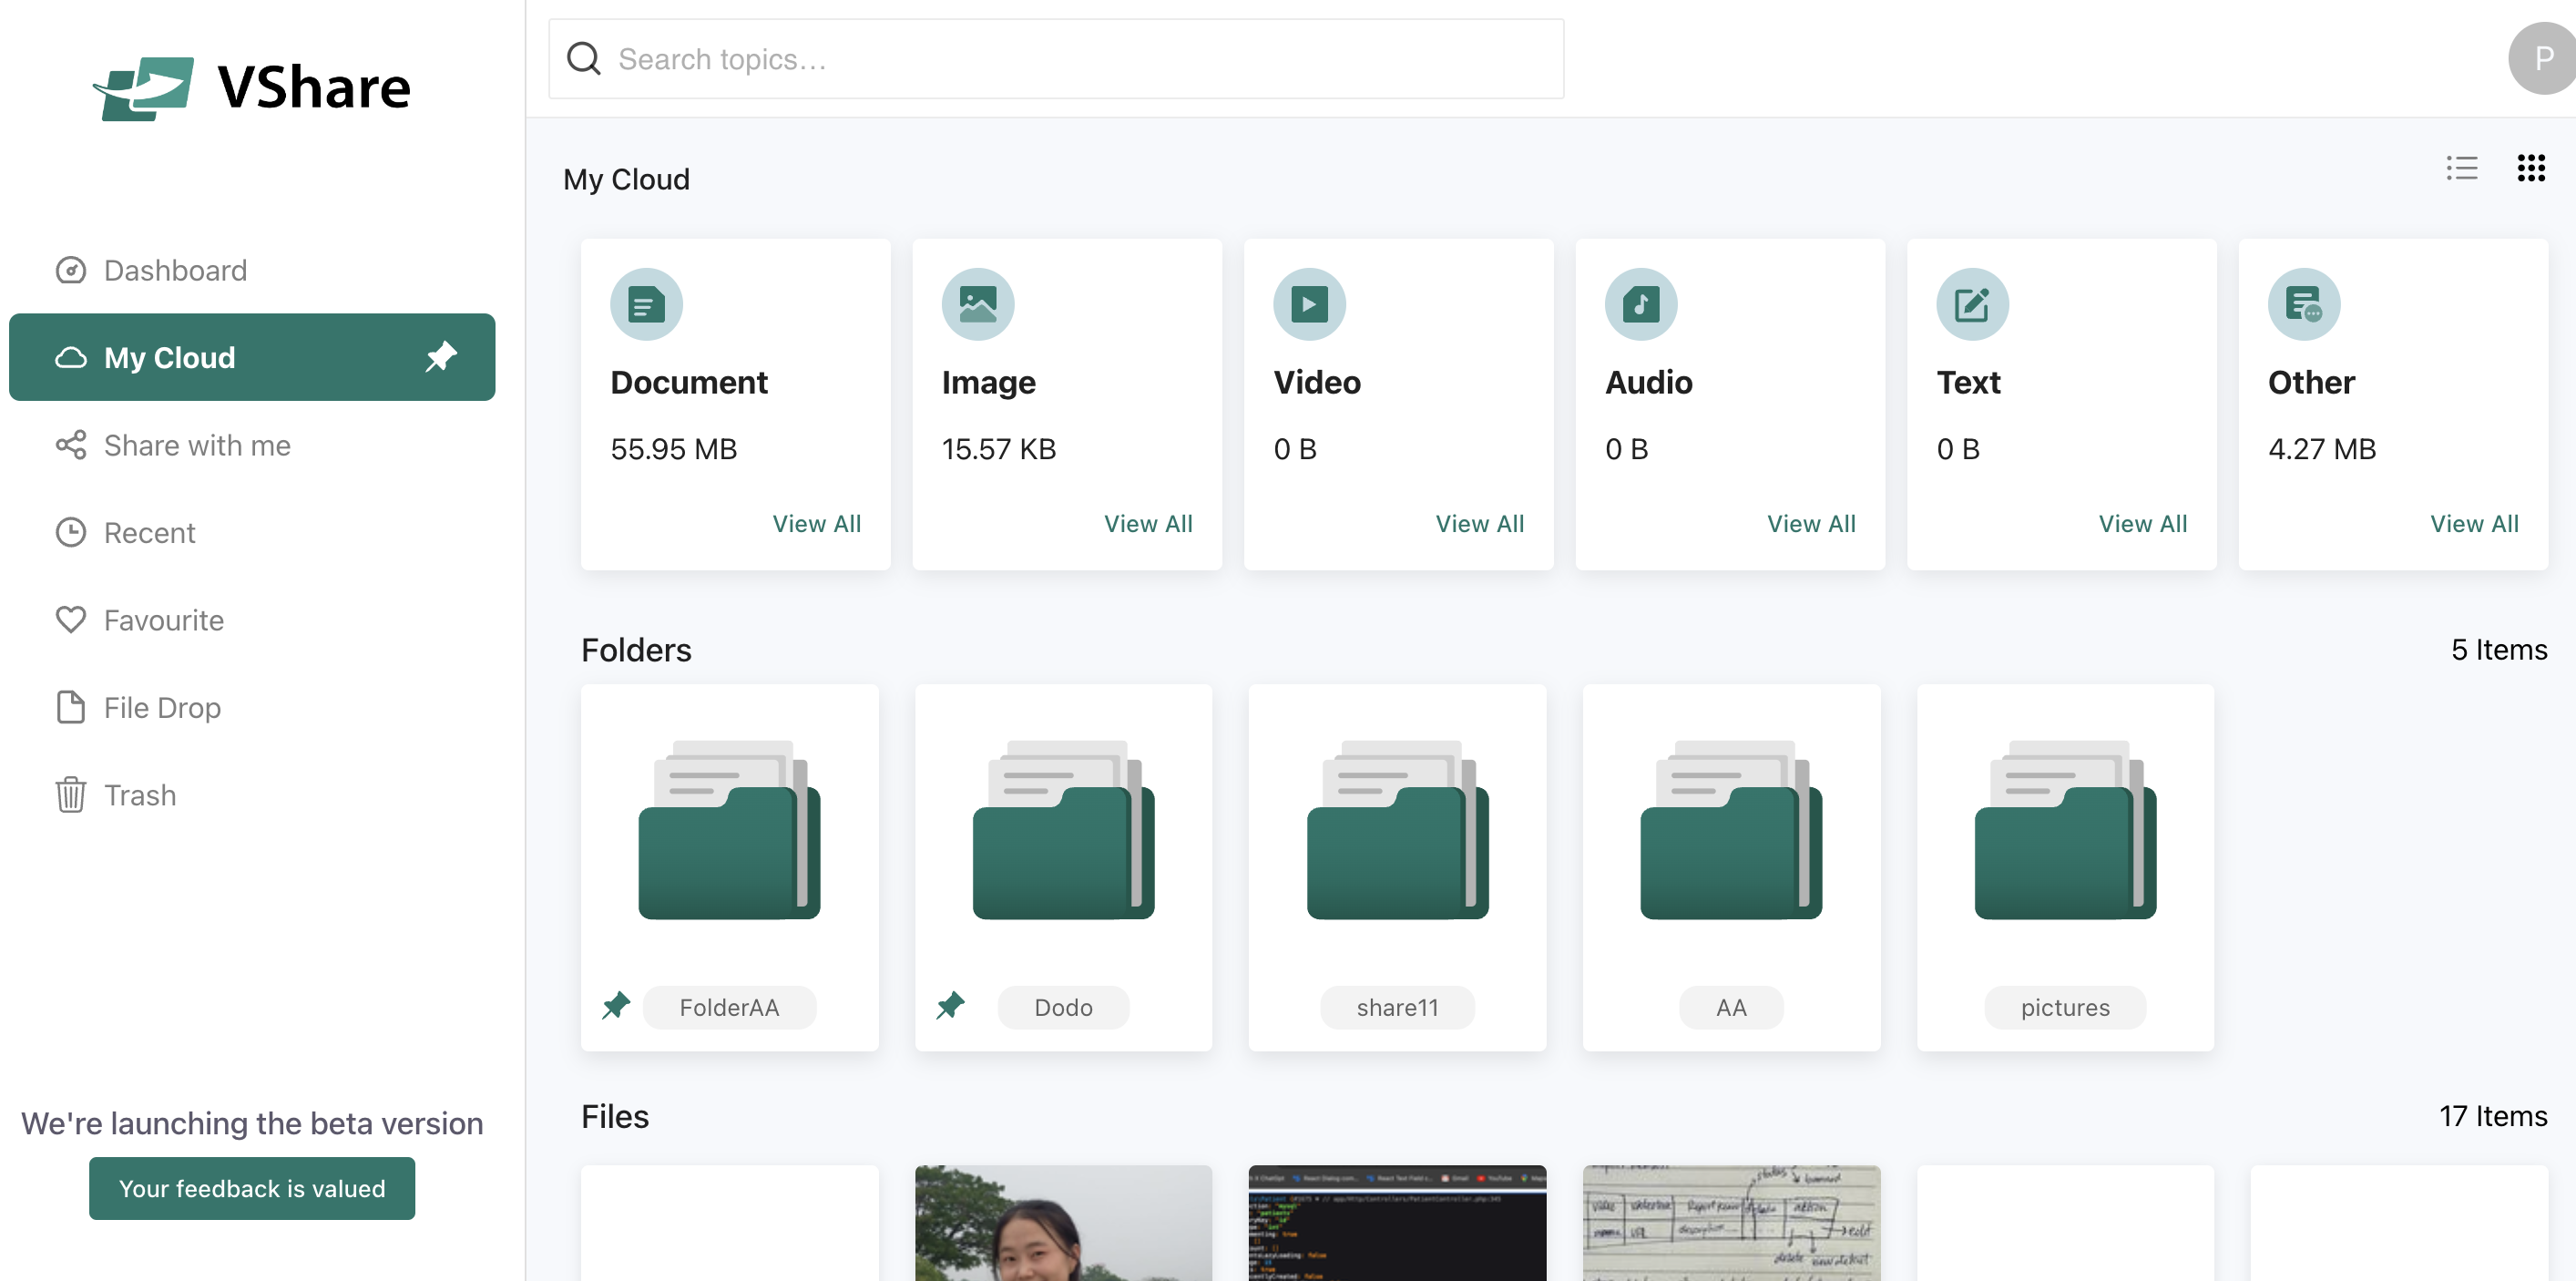 VShare
Search topics...
P
Dashboard
My Cloud
Share with me
Recent
Favourite
File Drop
Trash
We're launching the beta version
Your feedback is valued
My Cloud
Document
55.95 MB
View All
Image
15.57 KB
View All
Video
0 B
View All
Audio
0 B
View All
Text
0 B
View All
Other
4.27 MB
View All
Folders
5 Items
FolderAA
Dodo
share11
AA
pictures
Files
17 Items